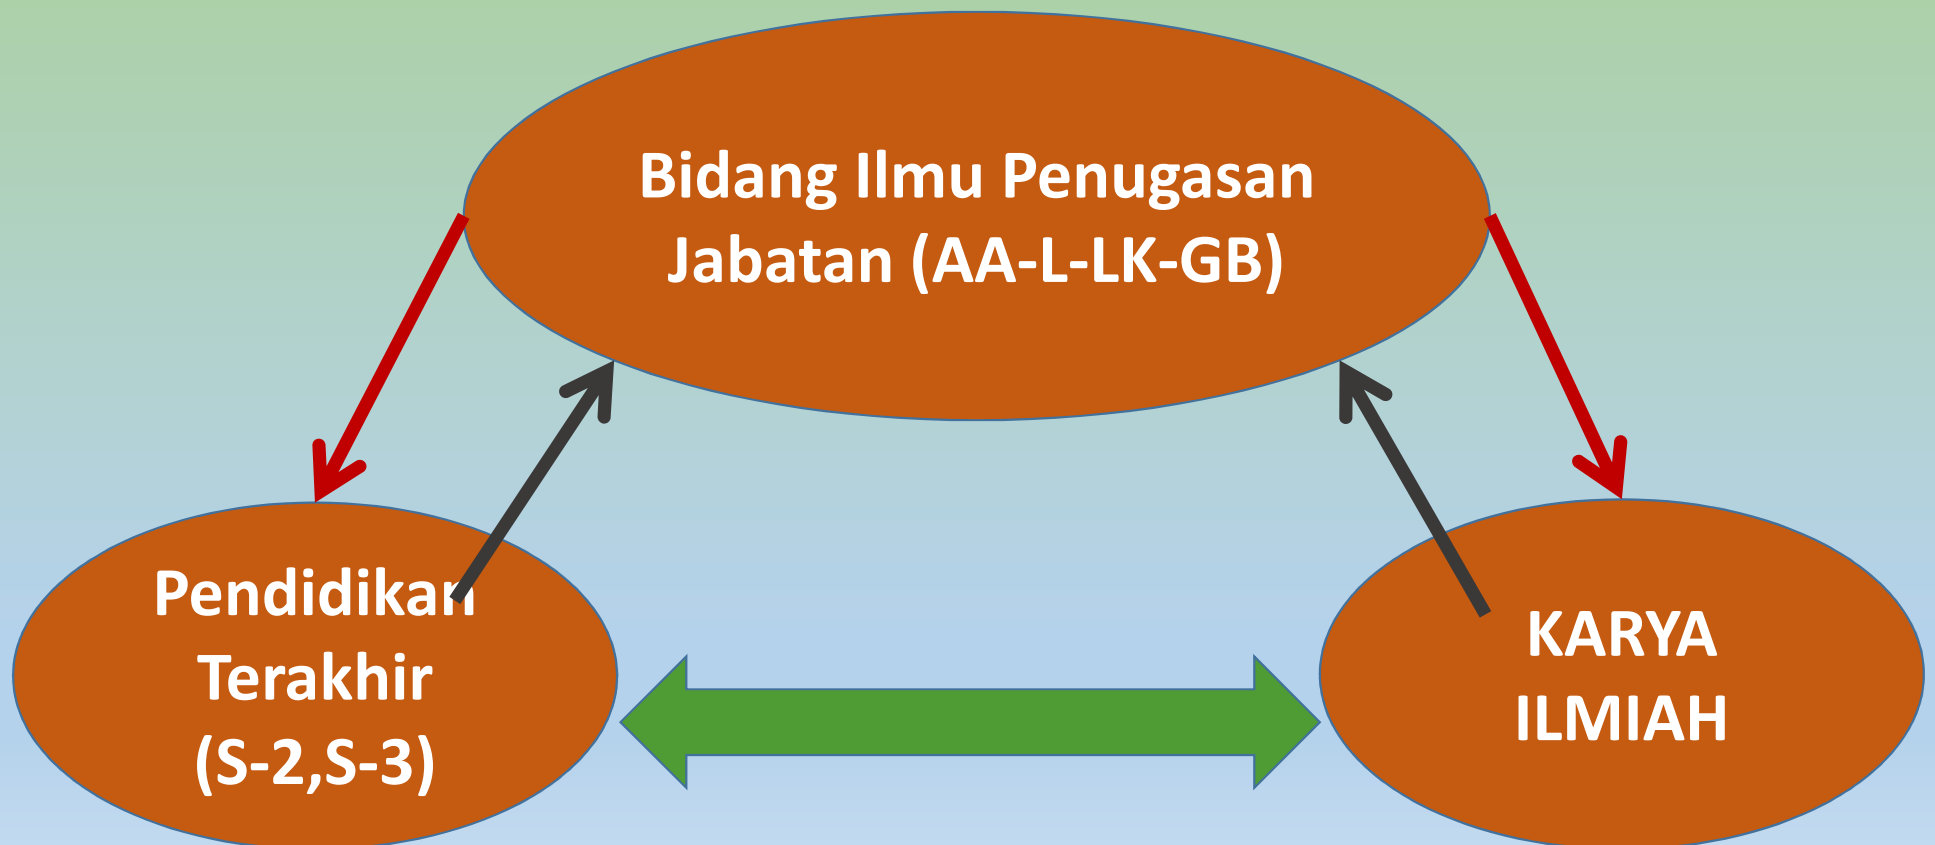 Bidang Ilmu Penugasan
Jabatan (AA-L-LK-GB)
Pendidikan
Terakhir
(S-2,S-3)
KARYA
ILMIAH